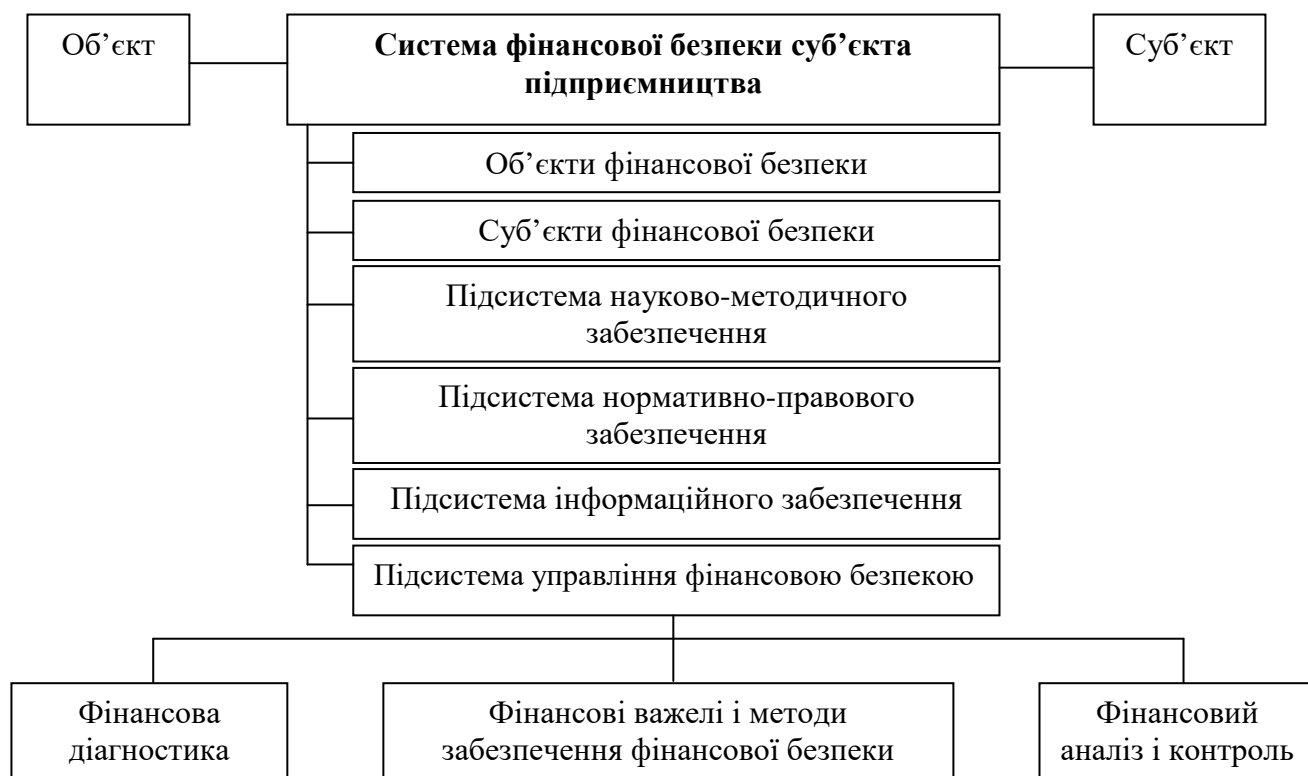 Об’єкт
Система фінансової безпеки суб’єкта
підприємництва
Суб’єкт
Об’єкти фінансової безпеки
Суб’єкти фінансової безпеки
Підсистема науково-методичного
забезпечення
Підсистема нормативно-правового
забезпечення
Підсистема інформаційного забезпечення
Підсистема управління фінансовою безпекою
Фінансова
діагностика
Фінансові важелі і методи
забезпечення фінансової безпеки
Фінансовий
аналіз і контроль